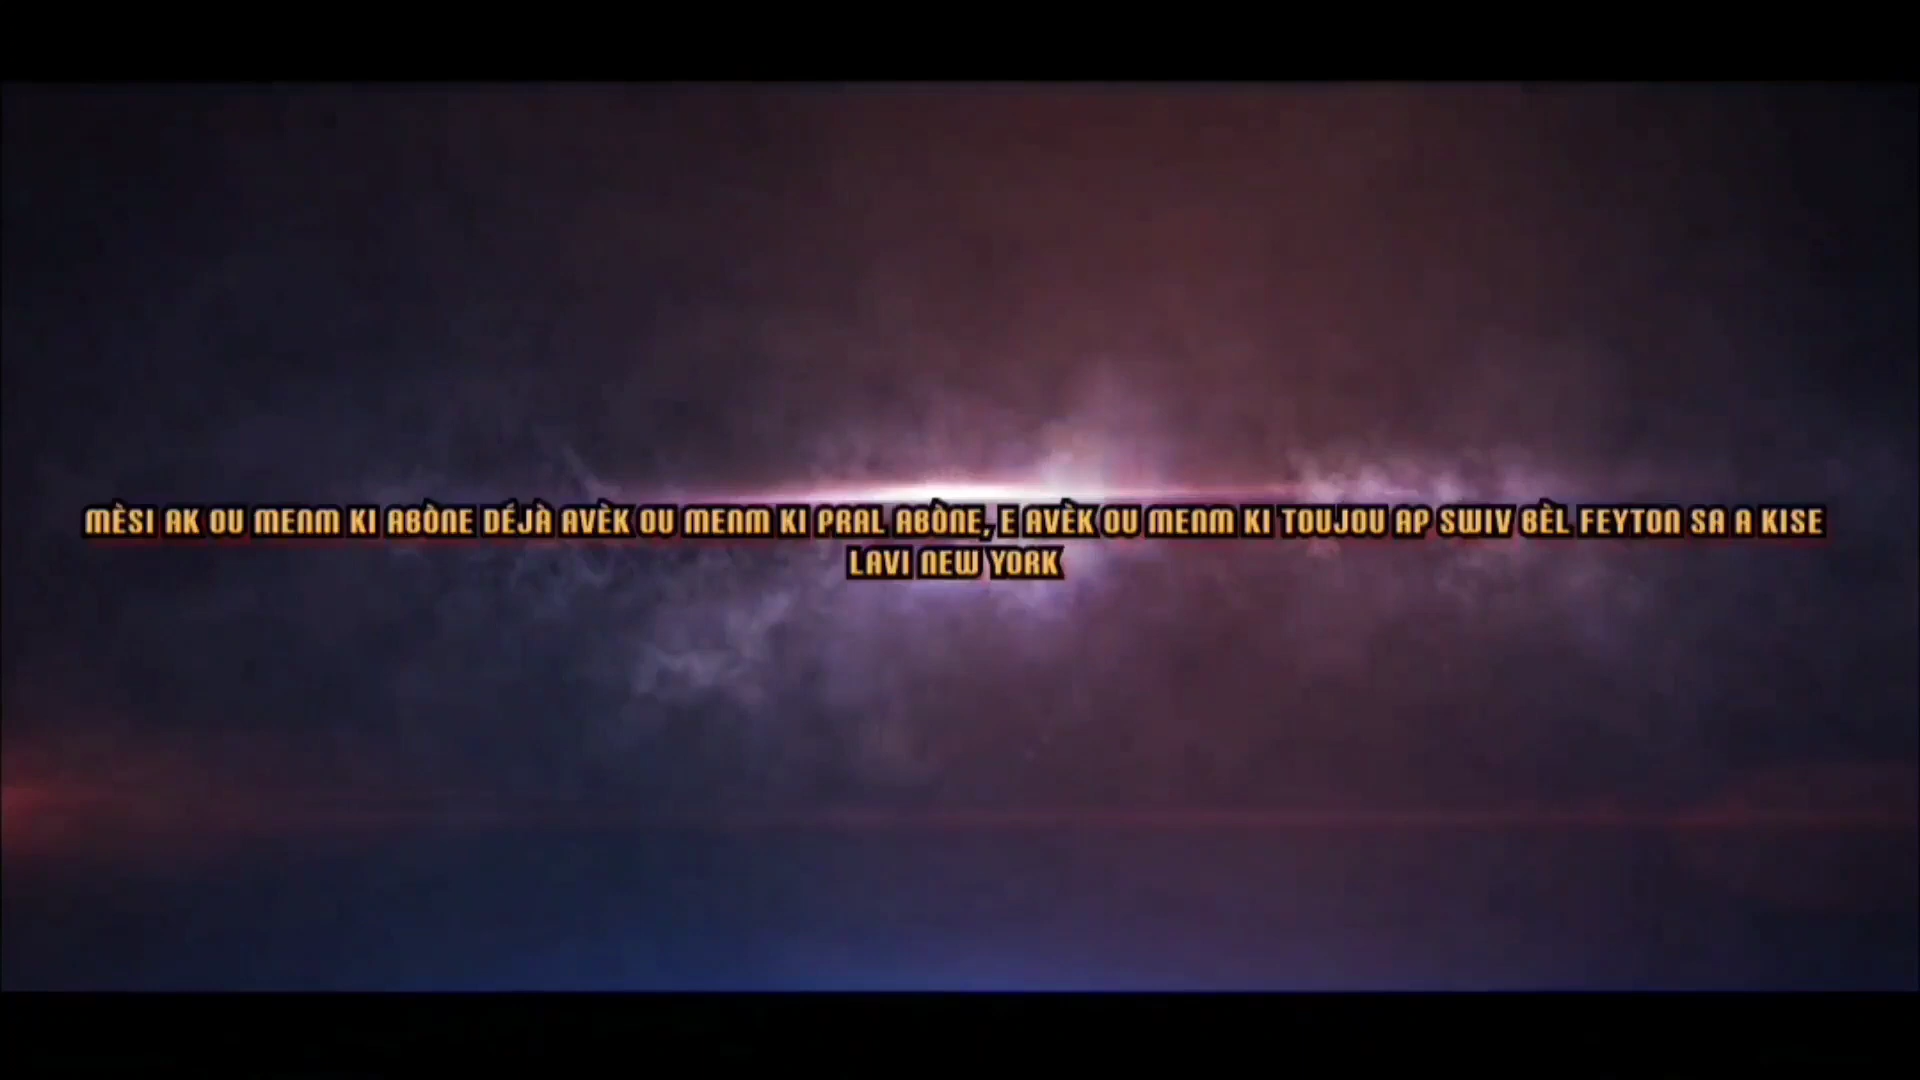 MÈSI AK OU MENM KI ABÒNE DÉJÀ AVÈK OU MENM KI PRAL ABÒNE, E AVÈK OU MENM KI TOUJOU AP SWIV BÈL FEYTON SA A KISE
LAVI NEW YORK